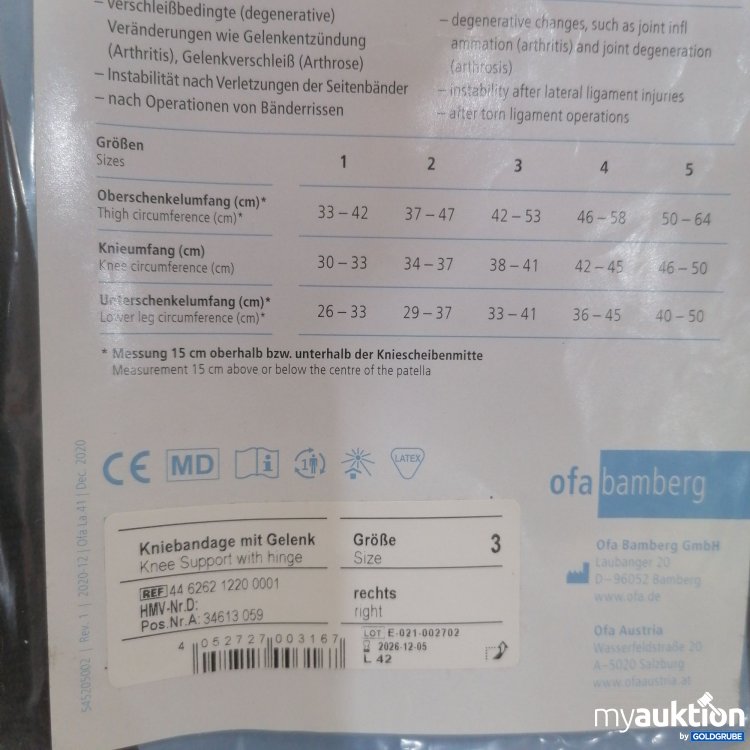 – Verschleißbedingte (degenerative)
Veränderungen wie Gelenkentzündung
(Arthritis), Gelenkverschleiß (Arthrose)
– Instabilität nach Verletzungen der Seitenbänder
– nach Operationen von Bänderrissen
– degenerative changes, such as joint infl
ammation (arthritis) and joint degeneration
(arthrosis)
– instability after lateral ligament injuries
– after torn ligament operations
Größen
Sizes 1 2 3 4 5
Oberschenkelumfang (cm)*
Thigh circumference (cm)* 33 – 42 37 – 47 42 – 53 46 – 58 50 – 64
Knieumfang (cm)
Knee circumference (cm) 30 – 33 34 – 37 38 – 41 42 – 45 46 – 50
Unterschenkelumfang (cm)*
Lower leg circumference (cm)* 26 – 33 29 – 37 33 – 41 36 – 45 40 – 50
* Messung 15 cm oberhalb bzw. unterhalb der Kniescheibenmitte
Measurement 15 cm above or below the centre of the patella
CE MD i 1 LATEX
ofa bamberg
Ofa Bamberg GmbH
Laubanger 20
D – 96052 Bamberg
www.ofa.de
Ofa Austria
Wasserfeldstraße 20
A – 5020 Salzburg
www.ofaaustria.at
545205002 | Rev. 1 | 2020-12 | Ofa.La.41 | Dec. 2020
Kniebandage mit Gelenk
Knee Support with hinge
REF 44 6262 1220 0001
HMV-Nr.D:
Pos.Nr.A: 34613 059
4 052727 003167
Größe 3
Size
rechts
right
LOT E-021-002702
2026-12-05
L 42
myauktion
by GOLDGRUBE